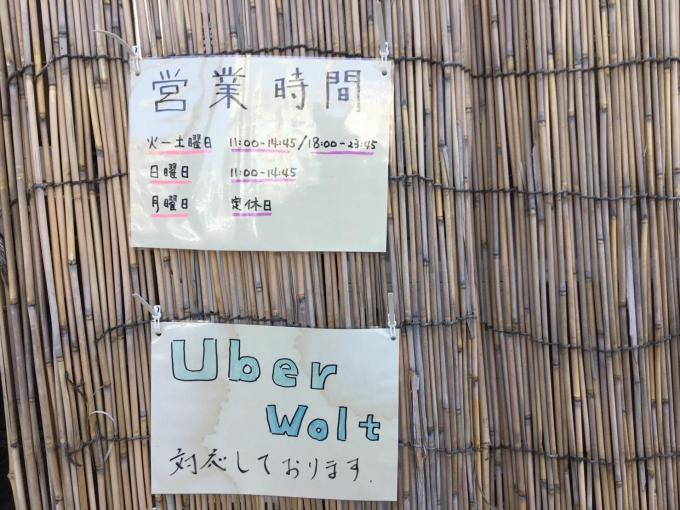 営業時間
火ー土曜日 11:00-14:45/18:00-23:45
日曜日 11:00-14:45
月曜日 定休日
Uber
Wolt
対応しております.